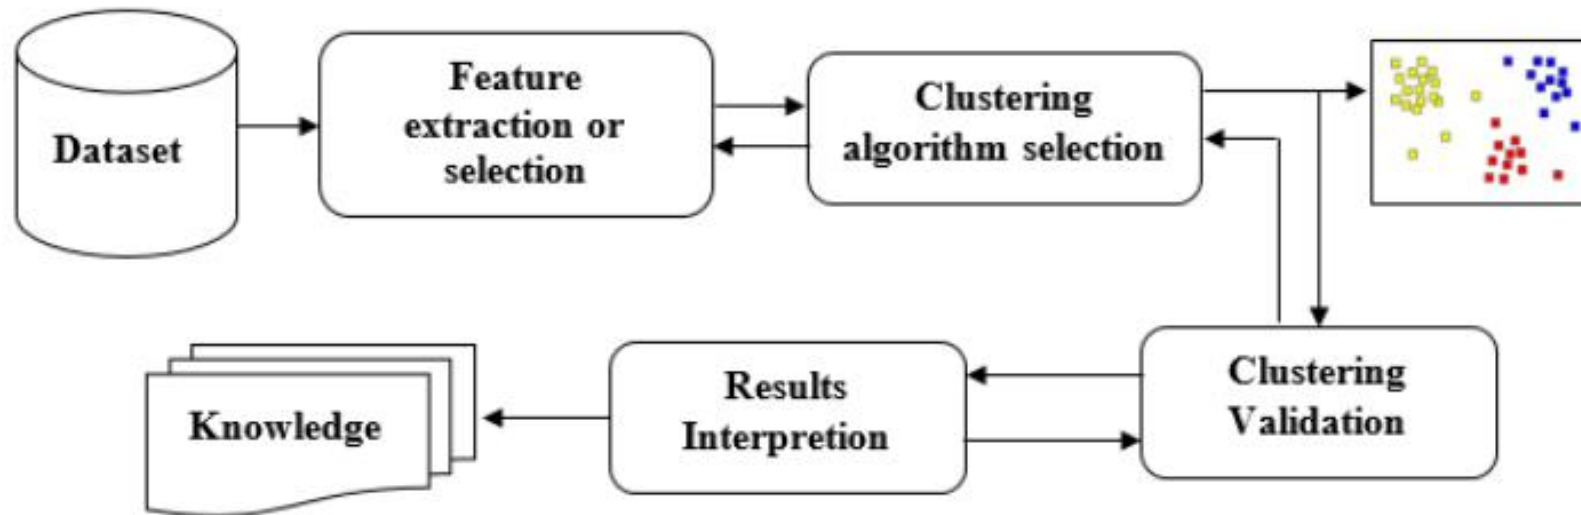 Dataset
Feature
extraction or
selection
Clustering
algorithm selection
Clustering
Validation
Results
Interpretion
Knowledge